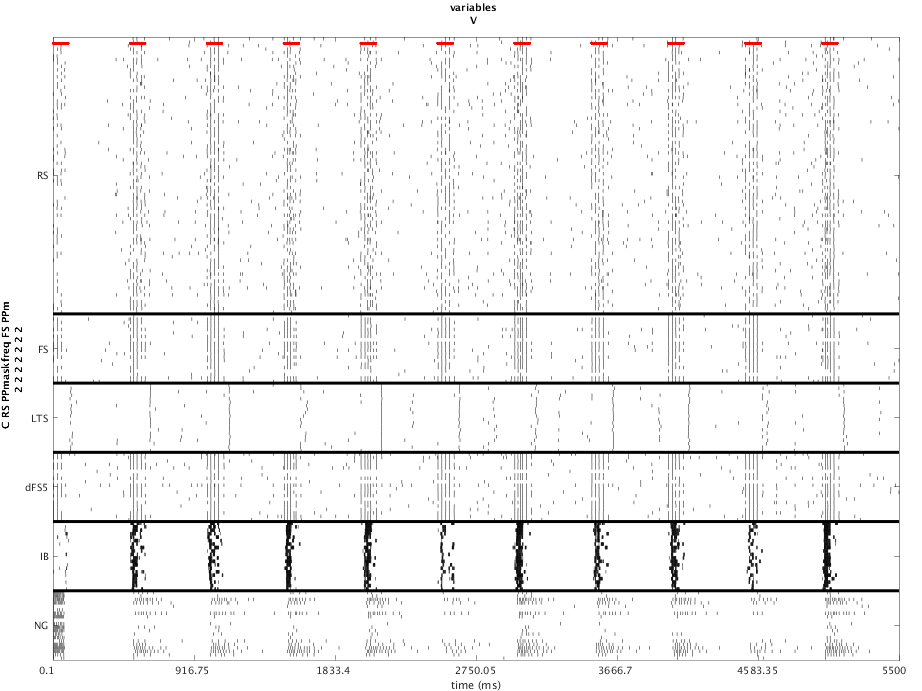 variables
V
RS
FS
LTS
dFS5
IB
NG
C RS PPmaskfreq FS PPm
2 2 2 2 2 2 2
0.1 916.75 1833.4 2750.05 3666.7 4583.35 5500
time (ms)